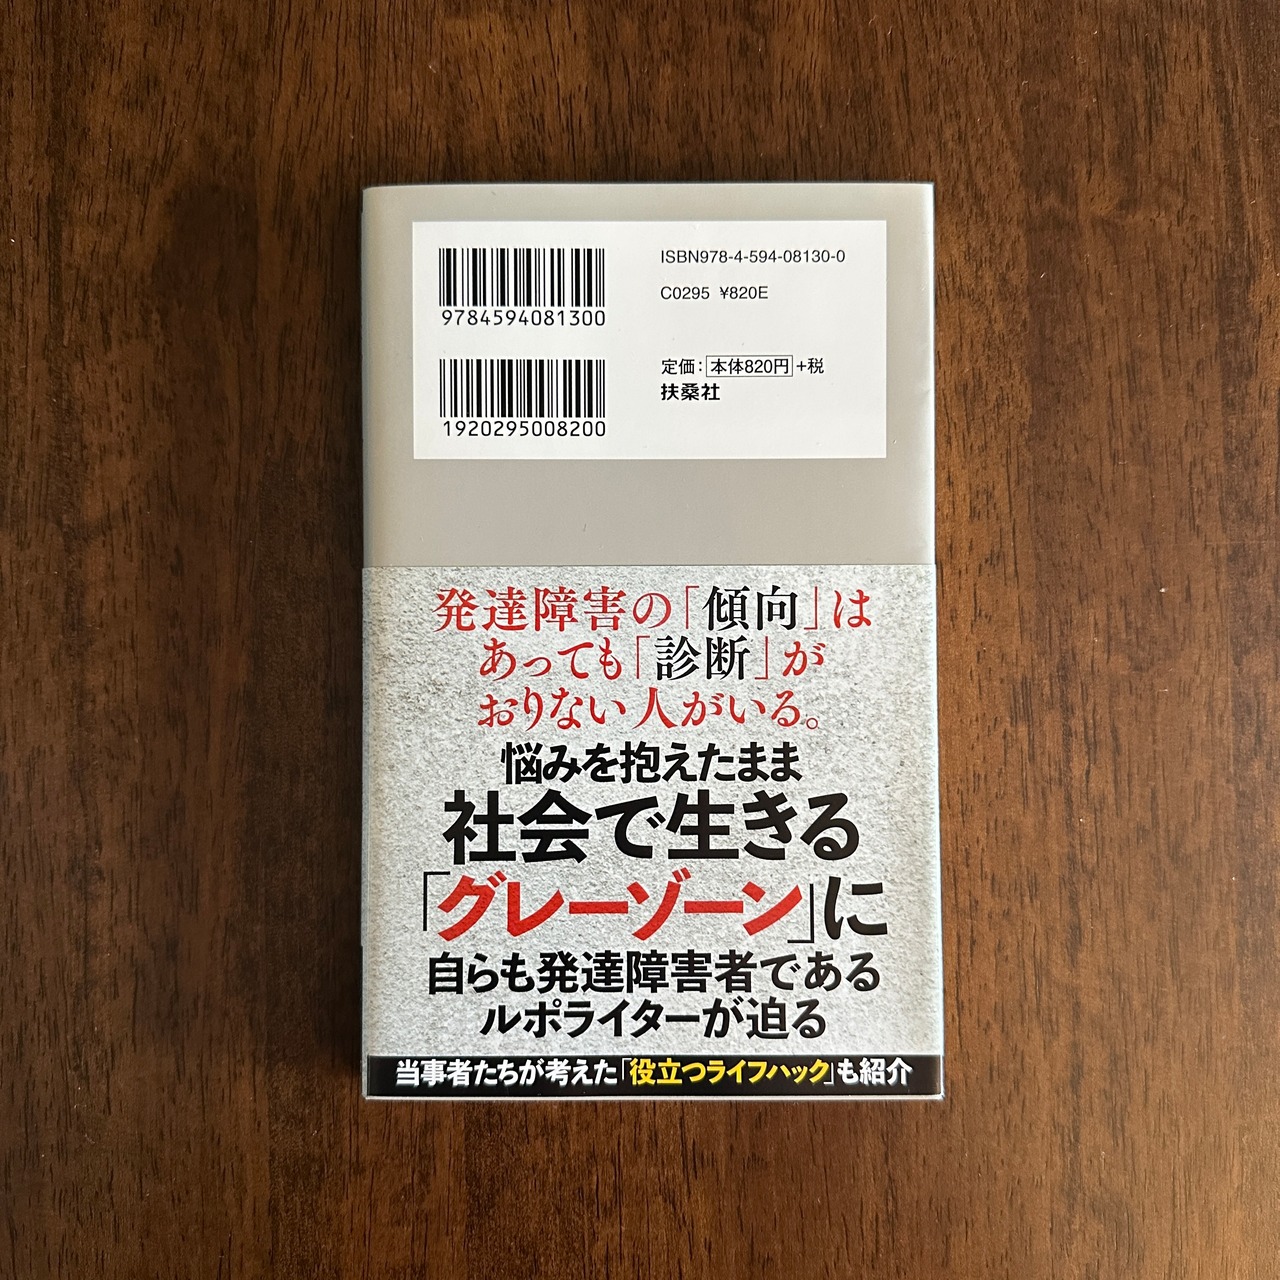 ISBN978-4-594-08130-0
C0295 ¥820E
9784594081300
定価：本体820円+税
扶桑社
1920295008200
発達障害の「傾向」は
あっても「診断」が
おりない人がいる。
悩みを抱えたまま
社会で生きる
「グレーゾーン」に
自らも発達障害者である
ルポライターが迫る
当事者たちが考えた「役立つライフハック」も紹介